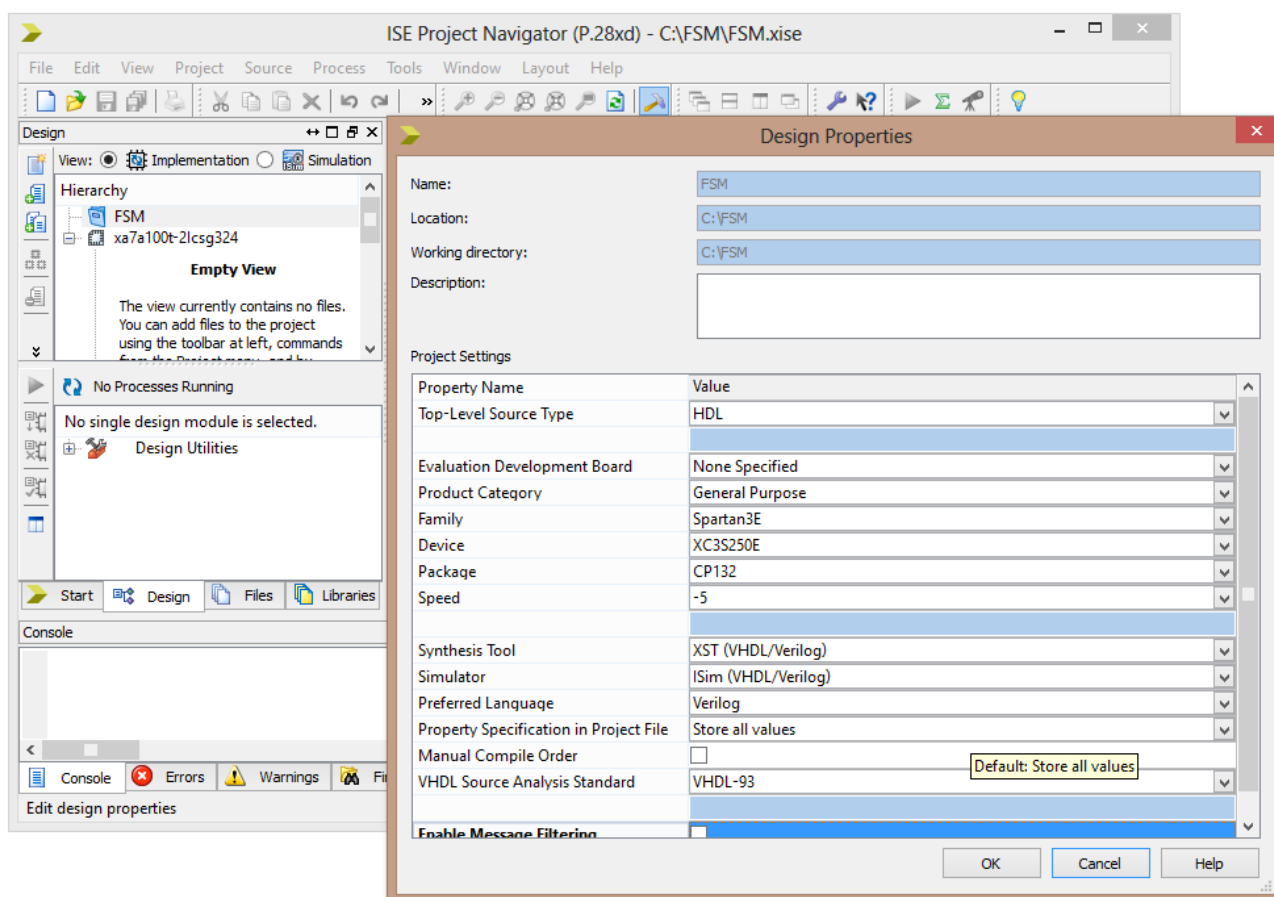 ISE Project Navigator (P.28xd) - C:\FSM\FSM.xise
File Edit View Project Source Process Tools Window Layout Help
Design
View: Implementation Simulation
Hierarchy
FSM
xa7a100t-2lcsg324
Empty View
The view currently contains no files.
You can add files to the project
using the toolbar at left, commands
from the Project menu, and by
No Processes Running
No single design module is selected.
Design Utilities
Start Design Files Libraries
Console
Console Errors Warnings Fi
Edit design properties
Design Properties
Name: FSM
Location: C:\FSM
Working directory: C:\FSM
Description:
Project Settings
Property Name Value
Top-Level Source Type HDL
Evaluation Development Board None Specified
Product Category General Purpose
Family Spartan3E
Device XC3S250E
Package CP132
Speed -5
Synthesis Tool XST (VHDL/Verilog)
Simulator ISim (VHDL/Verilog)
Preferred Language Verilog
Property Specification in Project File Store all values
Manual Compile Order
Default: Store all values
VHDL Source Analysis Standard VHDL-93
Enable Message Filtering
OK Cancel Help